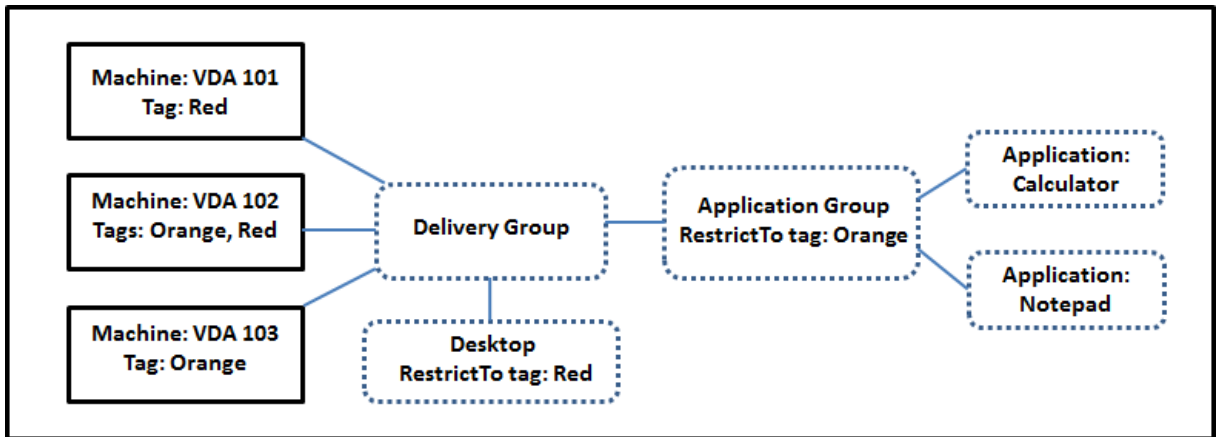 Machine: VDA 101
Tag: Red
Machine: VDA 102
Tags: Orange, Red
Machine: VDA 103
Tag: Orange
Delivery Group
Desktop
RestrictTo tag: Red
Application Group
RestrictTo tag: Orange
Application:
Calculator
Application:
Notepad